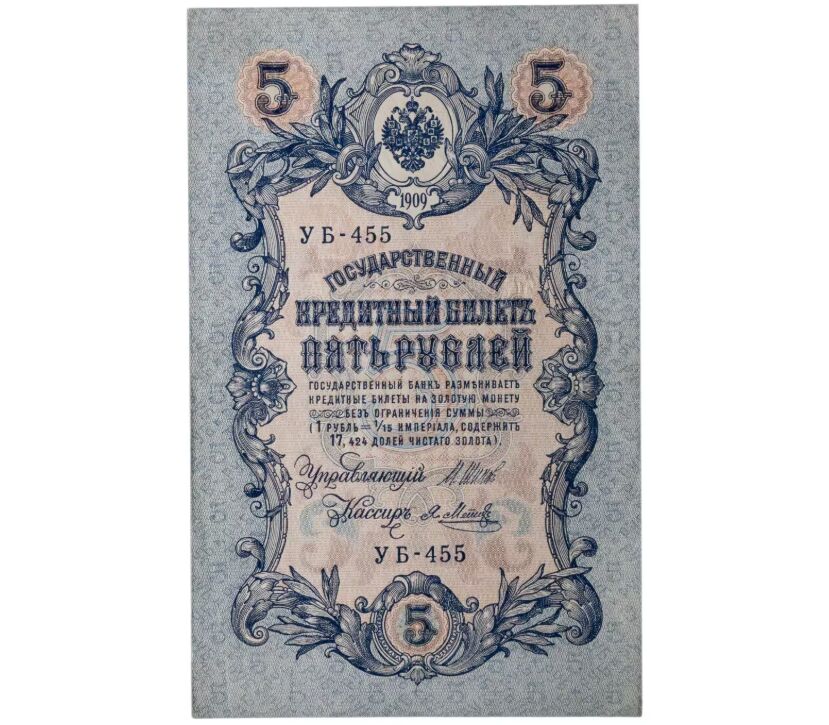 5 5
1909
УБ-455
ГОСУДАРСТВЕННЫЙ
КРЕДИТНЫЙ БИЛЕТЪ
ПЯТЬ РУБЛЕЙ
ГОСУДАРСТВЕННЫЙ БАНКЪ РАЗМѢНИВАЕТЪ
КРЕДИТНЫЕ БИЛЕТЫ НА ЗОЛОТУЮ МОНЕТУ
БЕЗЪ ОГРАНИЧЕНІЯ СУММЫ
(1 РУБЛЬ = 1/15 ИМПЕРІАЛА, СОДЕРЖИТЪ
17,424 ДОЛЕЙ ЧИСТАГО ЗОЛОТА).
Управляющій
Кассиръ Я. Метц
УБ-455
5